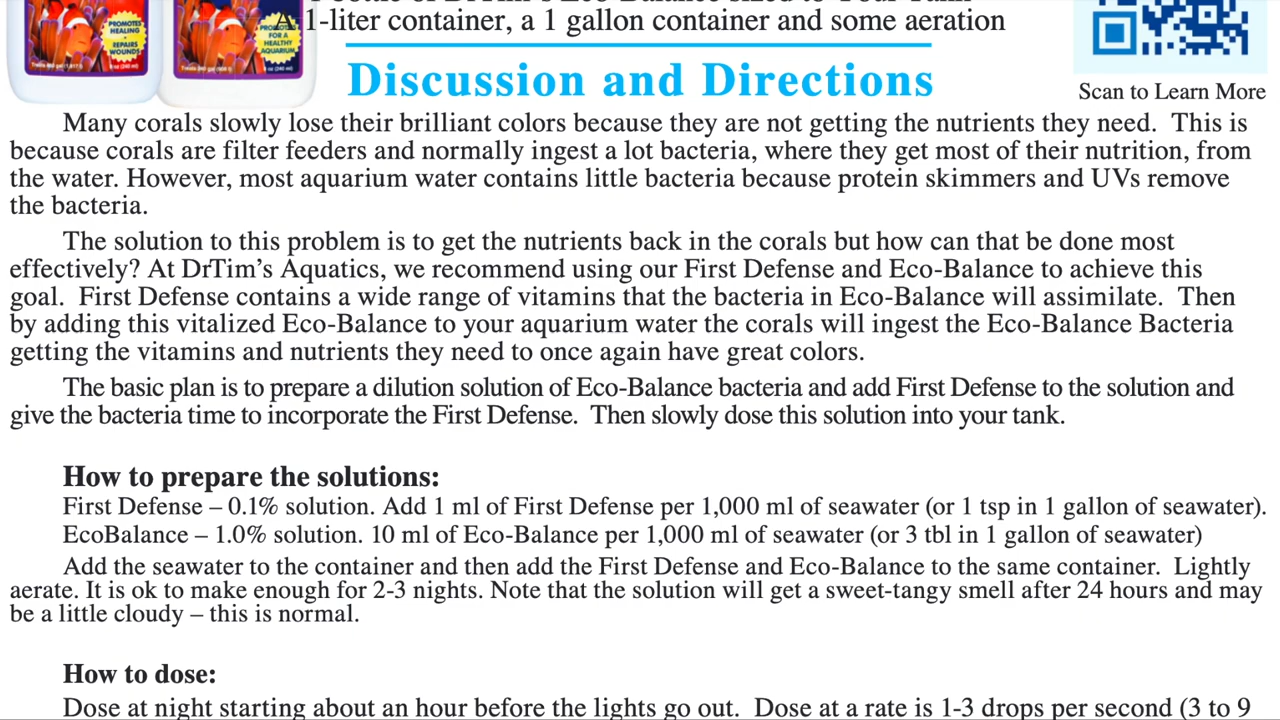 1-liter container, a 1 gallon container and some aeration
PROMOTES
HEALING
REPAIRS
WOUNDS
FOR A
HEALTHY
AQUARIUM
Discussion and Directions
Scan to Learn More
Many corals slowly lose their brilliant colors because they are not getting the nutrients they need. This is
because corals are filter feeders and normally ingest a lot bacteria, where they get most of their nutrition, from
the water. However, most aquarium water contains little bacteria because protein skimmers and UVs remove
the bacteria.
The solution to this problem is to get the nutrients back in the corals but how can that be done most
effectively? At DrTim's Aquatics, we recommend using our First Defense and Eco-Balance to achieve this
goal. First Defense contains a wide range of vitamins that the bacteria in Eco-Balance will assimilate. Then
by adding this vitalized Eco-Balance to your aquarium water the corals will ingest the Eco-Balance Bacteria
getting the vitamins and nutrients they need to once again have great colors.
The basic plan is to prepare a dilution solution of Eco-Balance bacteria and add First Defense to the solution and
give the bacteria time to incorporate the First Defense. Then slowly dose this solution into your tank.
How to prepare the solutions:
First Defense – 0.1% solution. Add 1 ml of First Defense per 1,000 ml of seawater (or 1 tsp in 1 gallon of seawater).
EcoBalance – 1.0% solution. 10 ml of Eco-Balance per 1,000 ml of seawater (or 3 tbl in 1 gallon of seawater)
Add the seawater to the container and then add the First Defense and Eco-Balance to the same container. Lightly
aerate. It is ok to make enough for 2-3 nights. Note that the solution will get a sweet-tangy smell after 24 hours and may
be a little cloudy – this is normal.
How to dose:
Dose at night starting about an hour before the lights go out. Dose at a rate is 1-3 drops per second (3 to 9